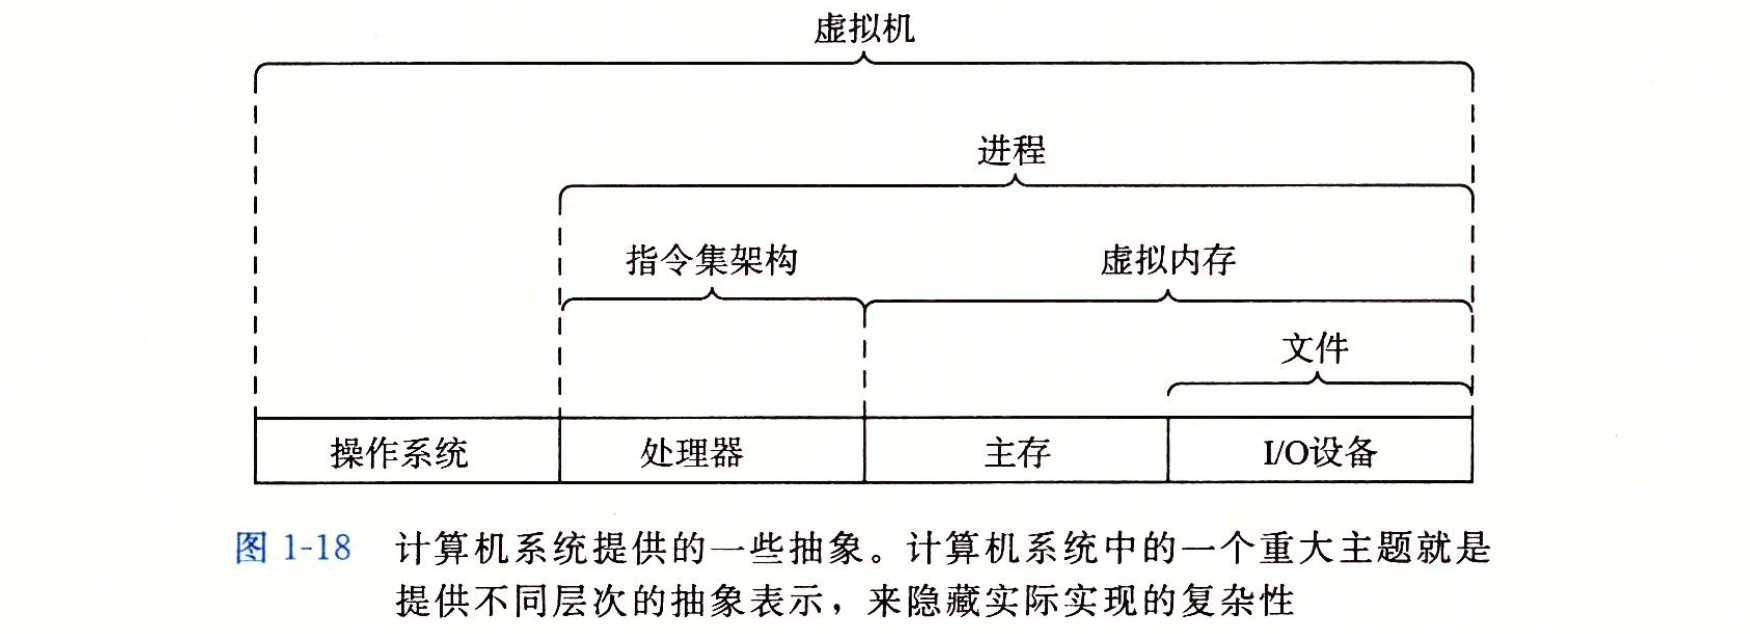 虚拟机
进程
指令集架构
虚拟内存
文件
操作系统
处理器
主存
I/O设备
图 1-18 计算机系统提供的一些抽象。计算机系统中的一个重大主题就是
提供不同层次的抽象表示，来隐藏实际实现的复杂性